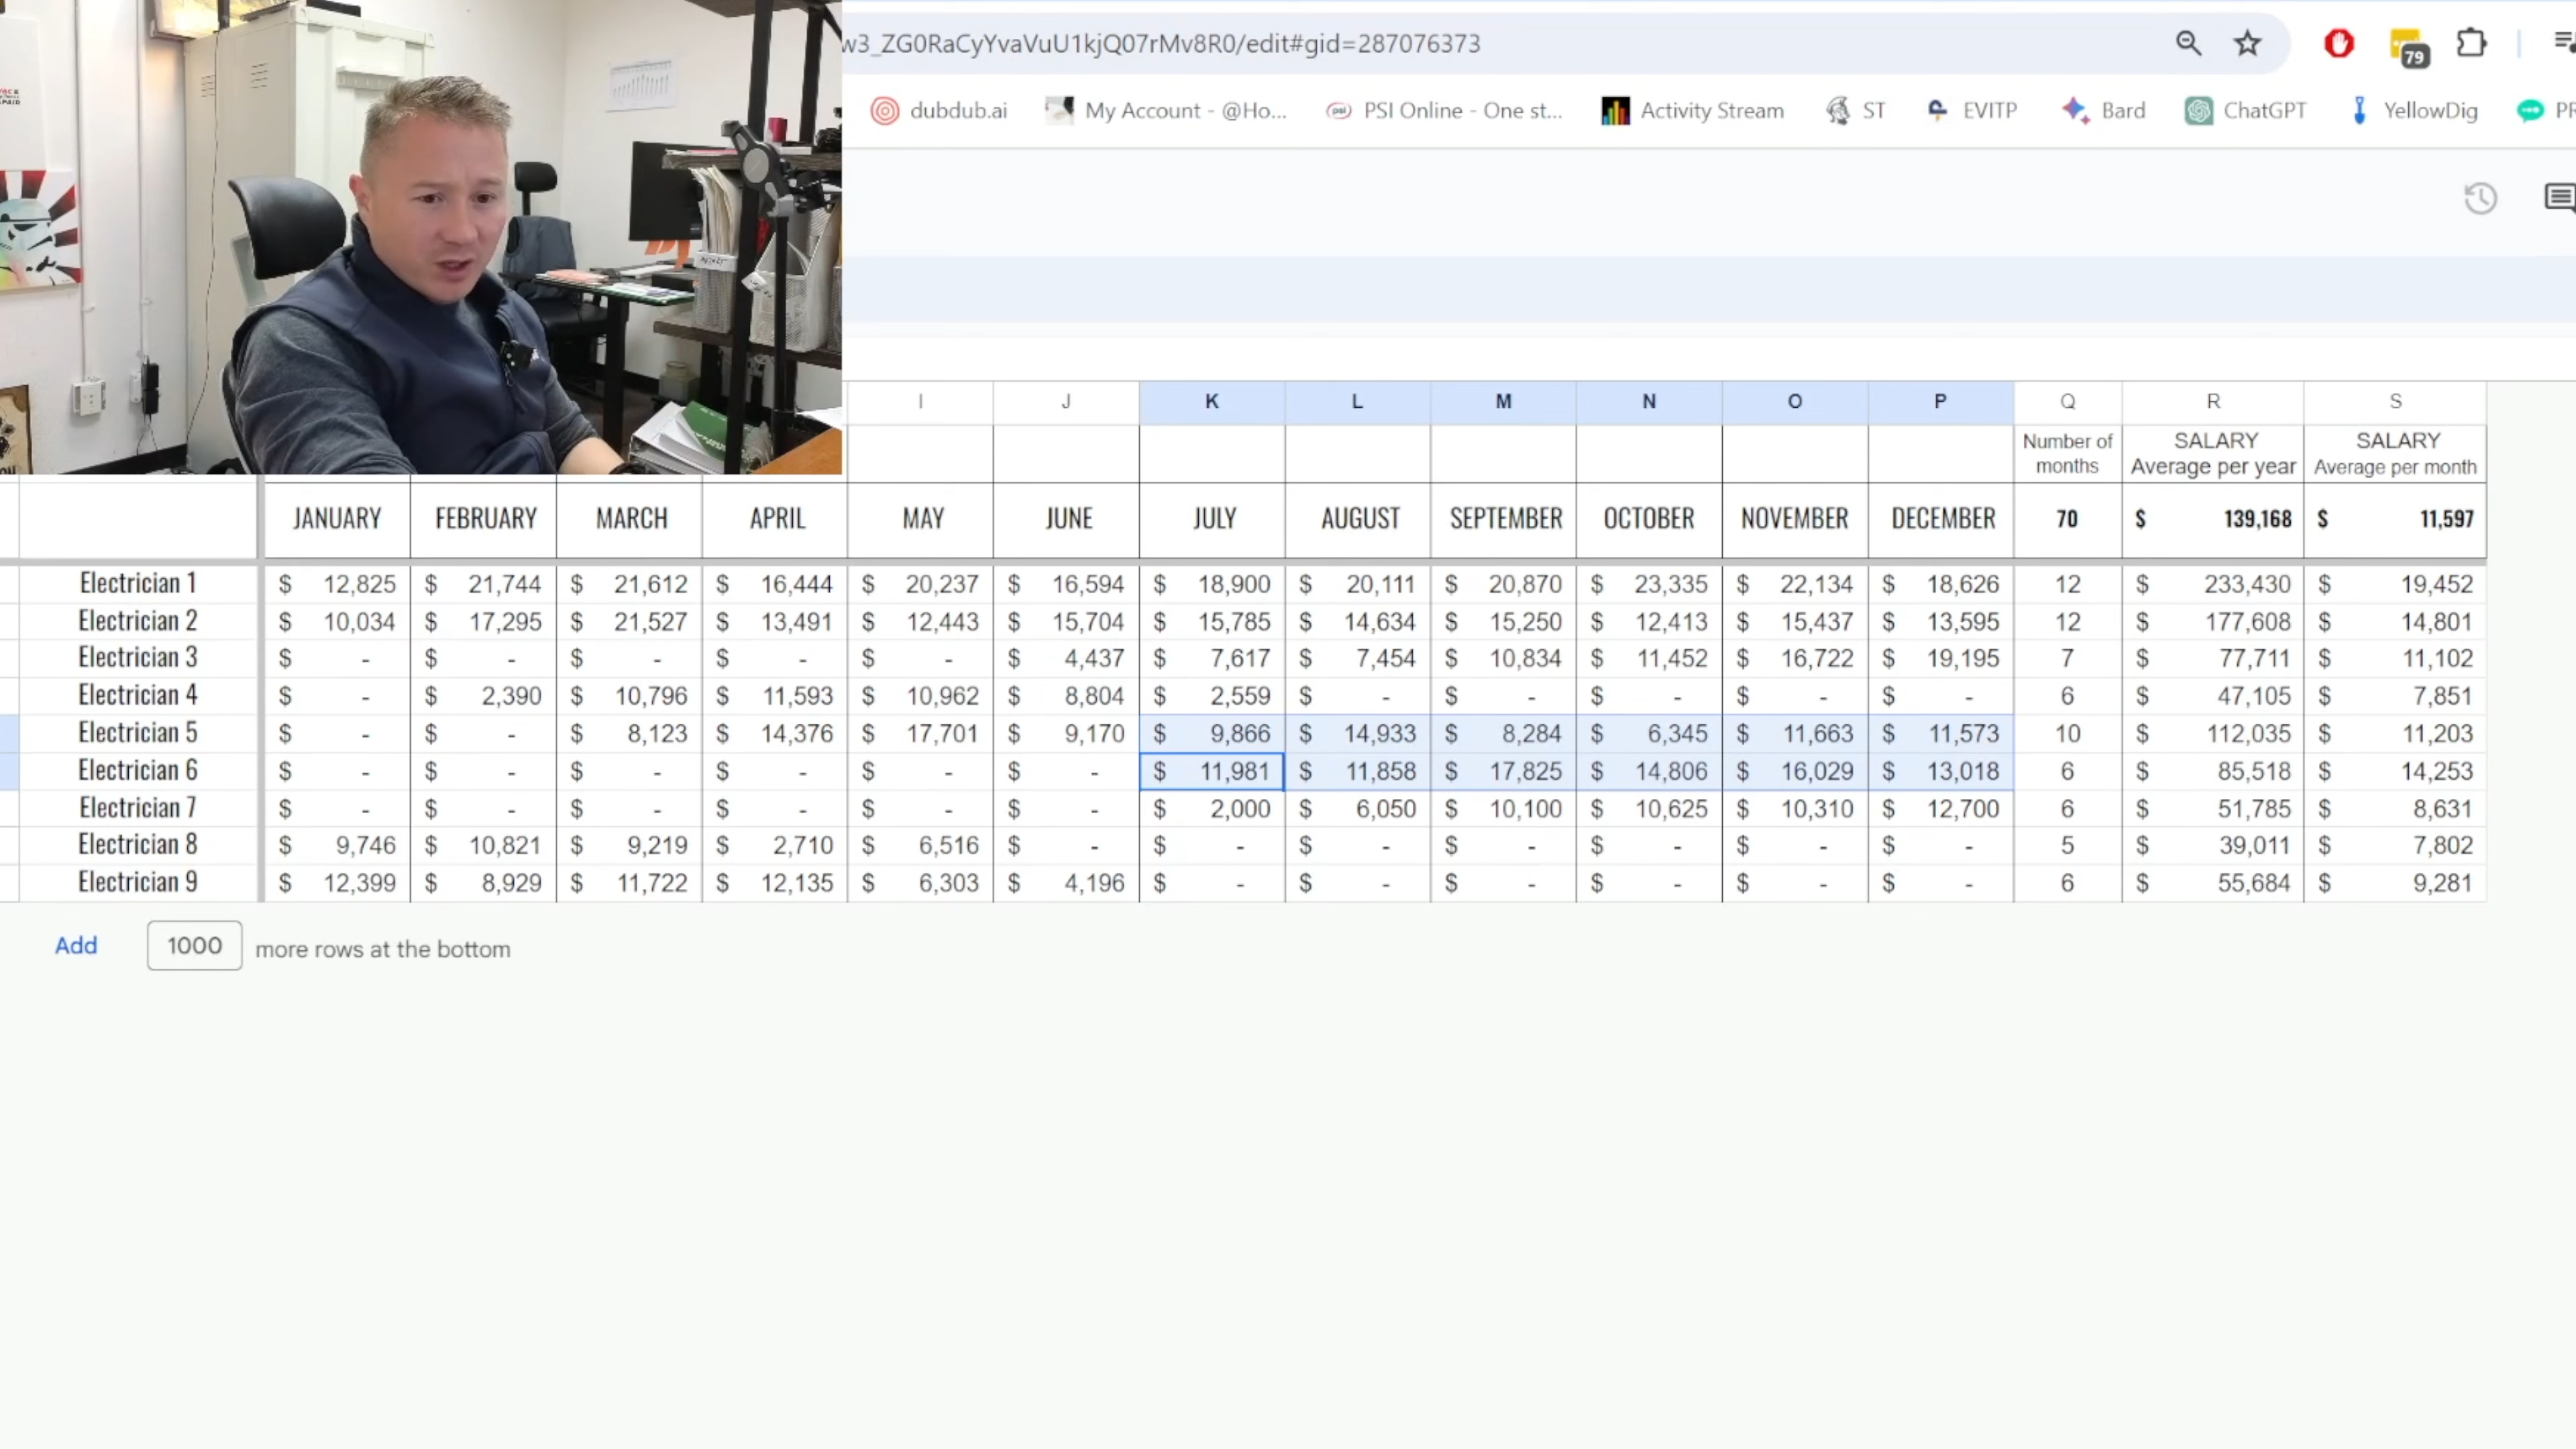 w3_ZG0RaCyYvaVuU1kjQ07rMv8R0/edit#gid=287076373
79
dubdub.ai My Account - @Ho... PSI Online - One st... Activity Stream ST EVITP Bard ChatGPT YellowDig PR
I J K L M N O P Q R S
Number of months SALARY Average per year SALARY Average per month
JANUARY FEBRUARY MARCH APRIL MAY JUNE JULY AUGUST SEPTEMBER OCTOBER NOVEMBER DECEMBER 70 $ 139,168 $ 11,597
Electrician 1 $ 12,825 $ 21,744 $ 21,612 $ 16,444 $ 20,237 $ 16,594 $ 18,900 $ 20,111 $ 20,870 $ 23,335 $ 22,134 $ 18,626 12 $ 233,430 $ 19,452
Electrician 2 $ 10,034 $ 17,295 $ 21,527 $ 13,491 $ 12,443 $ 15,704 $ 15,785 $ 14,634 $ 15,250 $ 12,413 $ 15,437 $ 13,595 12 $ 177,608 $ 14,801
Electrician 3 $ - $ - $ - $ - $ - $ 4,437 $ 7,617 $ 7,454 $ 10,834 $ 11,452 $ 16,722 $ 19,195 7 $ 77,711 $ 11,102
Electrician 4 $ - $ 2,390 $ 10,796 $ 11,593 $ 10,962 $ 8,804 $ 2,559 $ - $ - $ - $ - $ - 6 $ 47,105 $ 7,851
Electrician 5 $ - $ - $ 8,123 $ 14,376 $ 17,701 $ 9,170 $ 9,866 $ 14,933 $ 8,284 $ 6,345 $ 11,663 $ 11,573 10 $ 112,035 $ 11,203
Electrician 6 $ - $ - $ - $ - $ - $ - $ 11,981 $ 11,858 $ 17,825 $ 14,806 $ 16,029 $ 13,018 6 $ 85,518 $ 14,253
Electrician 7 $ - $ - $ - $ - $ - $ - $ 2,000 $ 6,050 $ 10,100 $ 10,625 $ 10,310 $ 12,700 6 $ 51,785 $ 8,631
Electrician 8 $ 9,746 $ 10,821 $ 9,219 $ 2,710 $ 6,516 $ - $ - $ - $ - $ - $ - $ - 5 $ 39,011 $ 7,802
Electrician 9 $ 12,399 $ 8,929 $ 11,722 $ 12,135 $ 6,303 $ 4,196 $ - $ - $ - $ - $ - $ - 6 $ 55,684 $ 9,281
Add 1000 more rows at the bottom